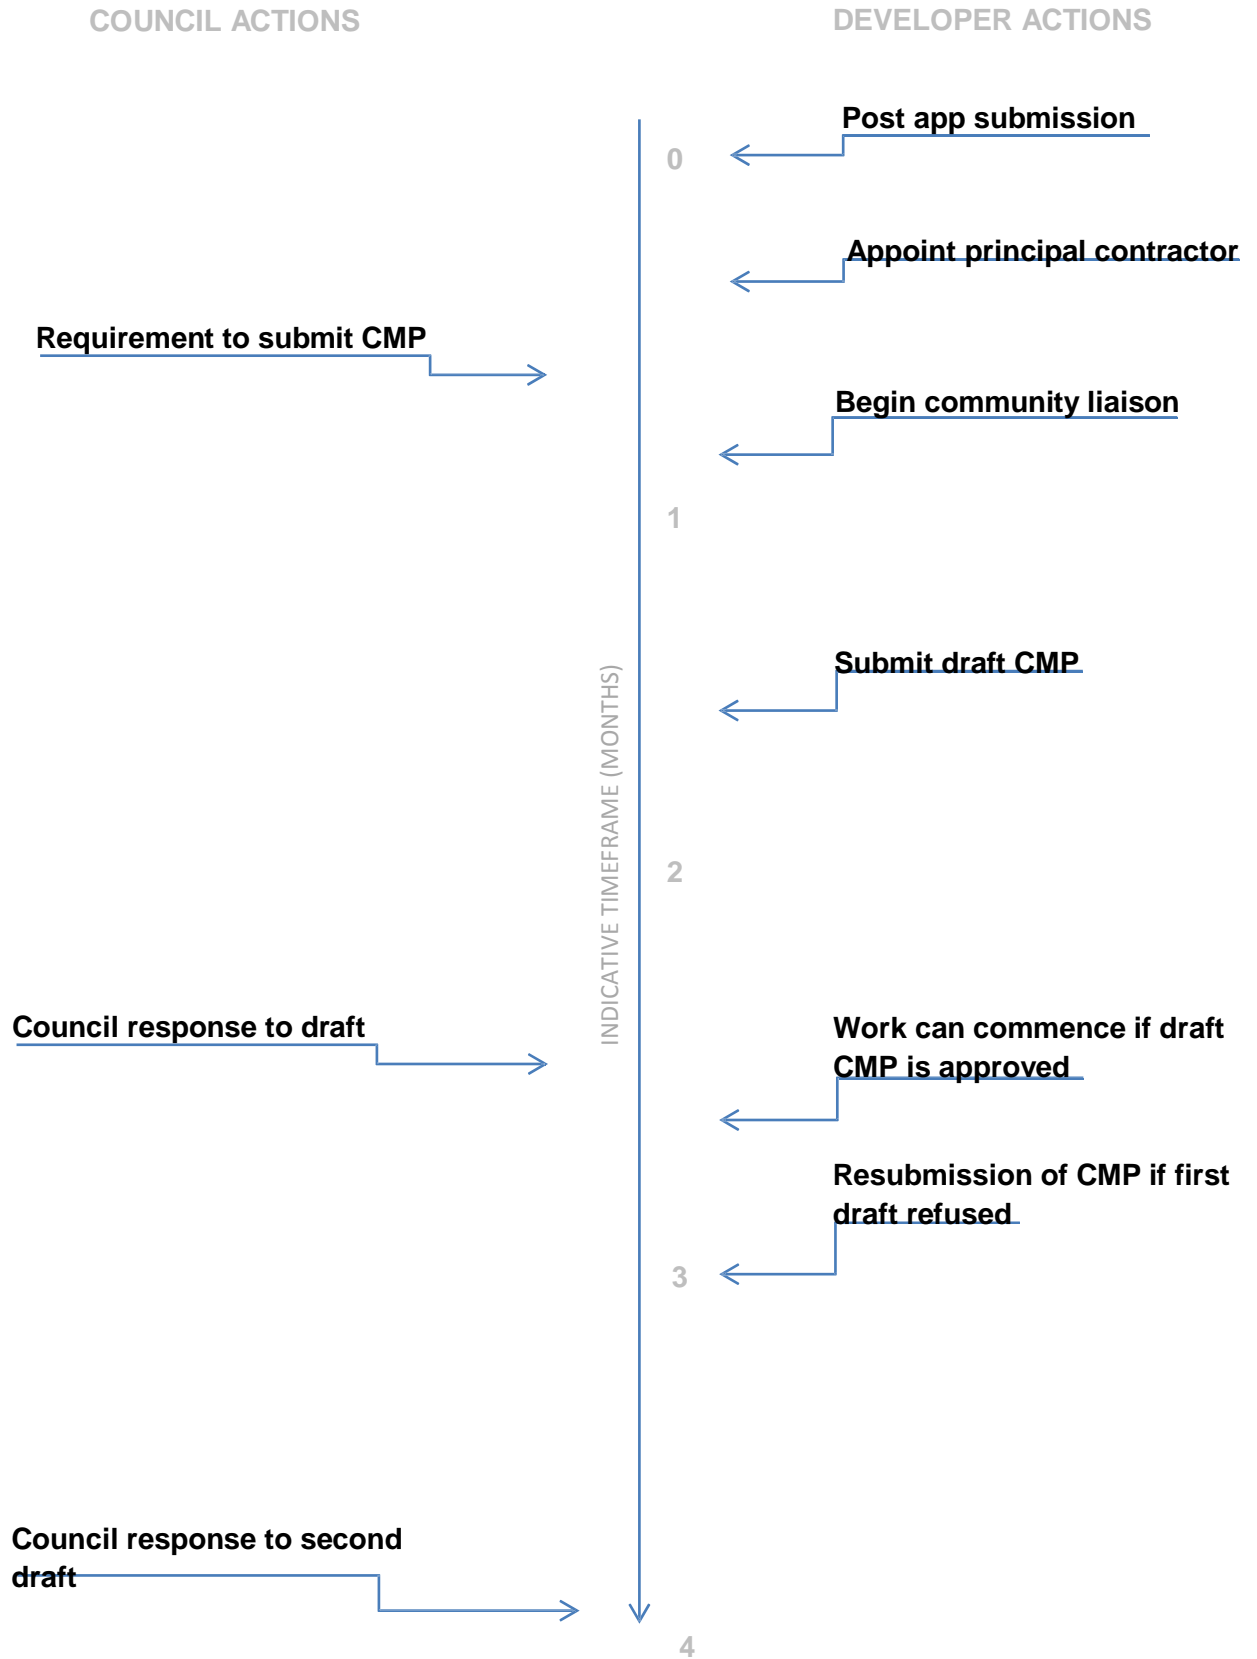 COUNCIL ACTIONS
DEVELOPER ACTIONS
Post app submission
0
Appoint principal contractor
Requirement to submit CMP
Begin community liaison
1
Submit draft CMP
INDICATIVE TIMEFRAME (MONTHS)
2
Council response to draft
Work can commence if draft
CMP is approved
Resubmission of CMP if first
draft refused
3
Council response to second
draft
4